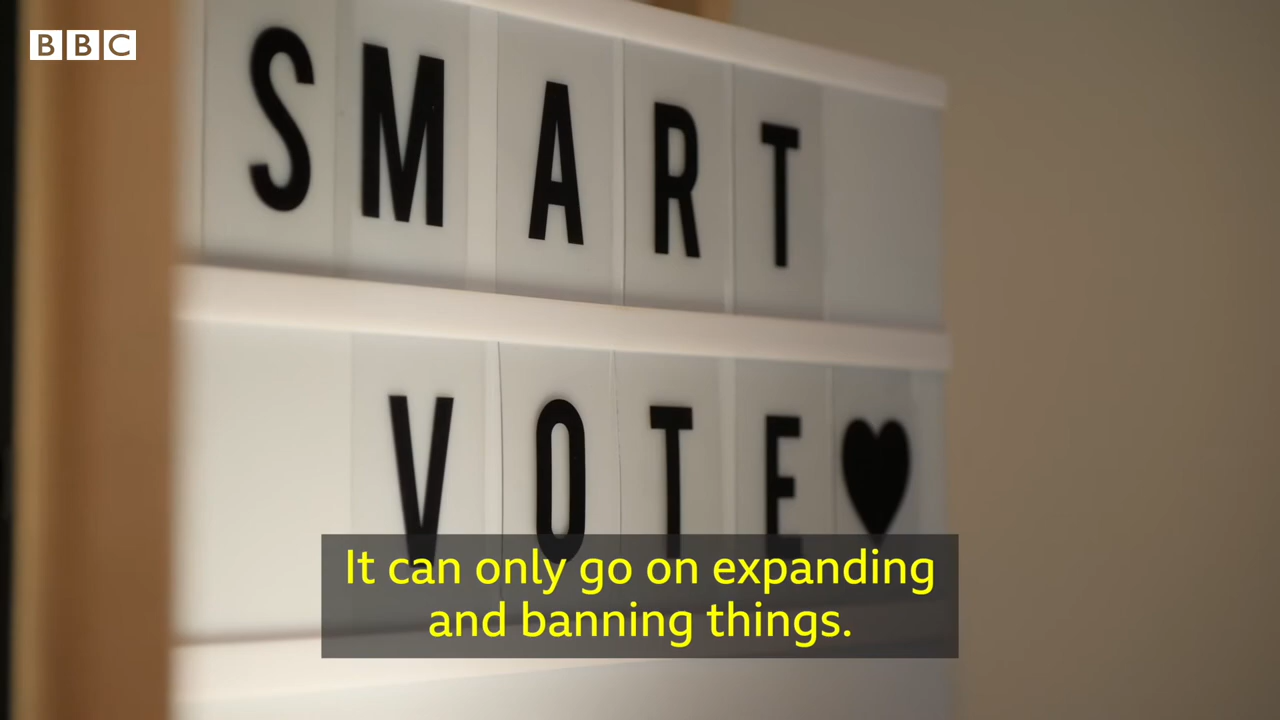 BBC
SMART
VOTE♥
It can only go on expanding
and banning things.